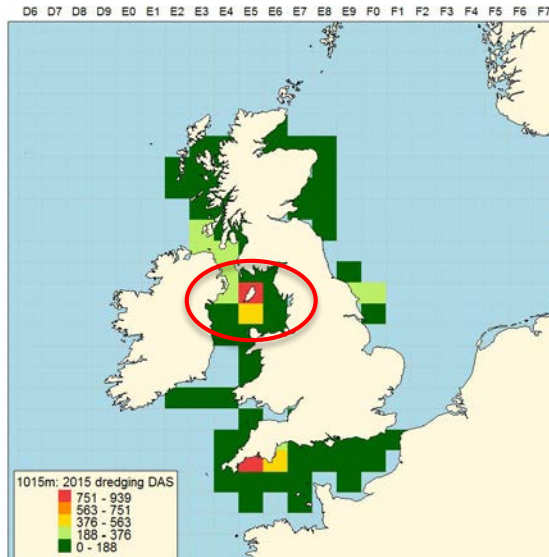 D6 D7 D8 D9 E0 E1 E2 E3 E4 E5 E6 E7 E8 E9 F0 F1 F2 F3 F4 F5 F6 F7
1015m: 2015 dredging DAS
751 - 939
563 - 751
376 - 563
188 - 376
0 - 188